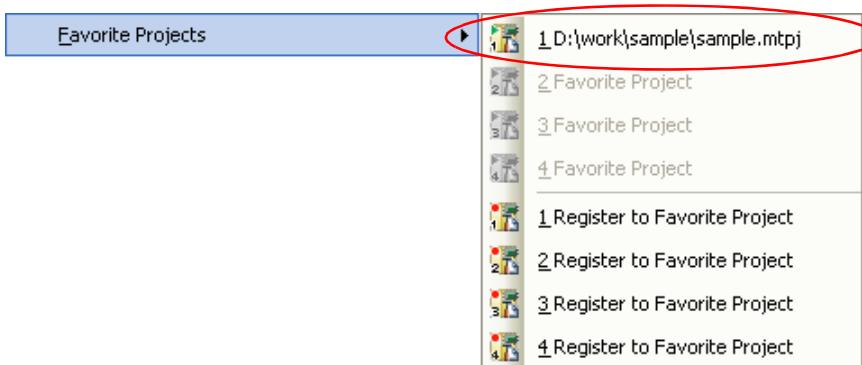 Favorite Projects
1 D:\work\sample\sample.mtpj
2 Favorite Project
3 Favorite Project
4 Favorite Project
1 Register to Favorite Project
2 Register to Favorite Project
3 Register to Favorite Project
4 Register to Favorite Project